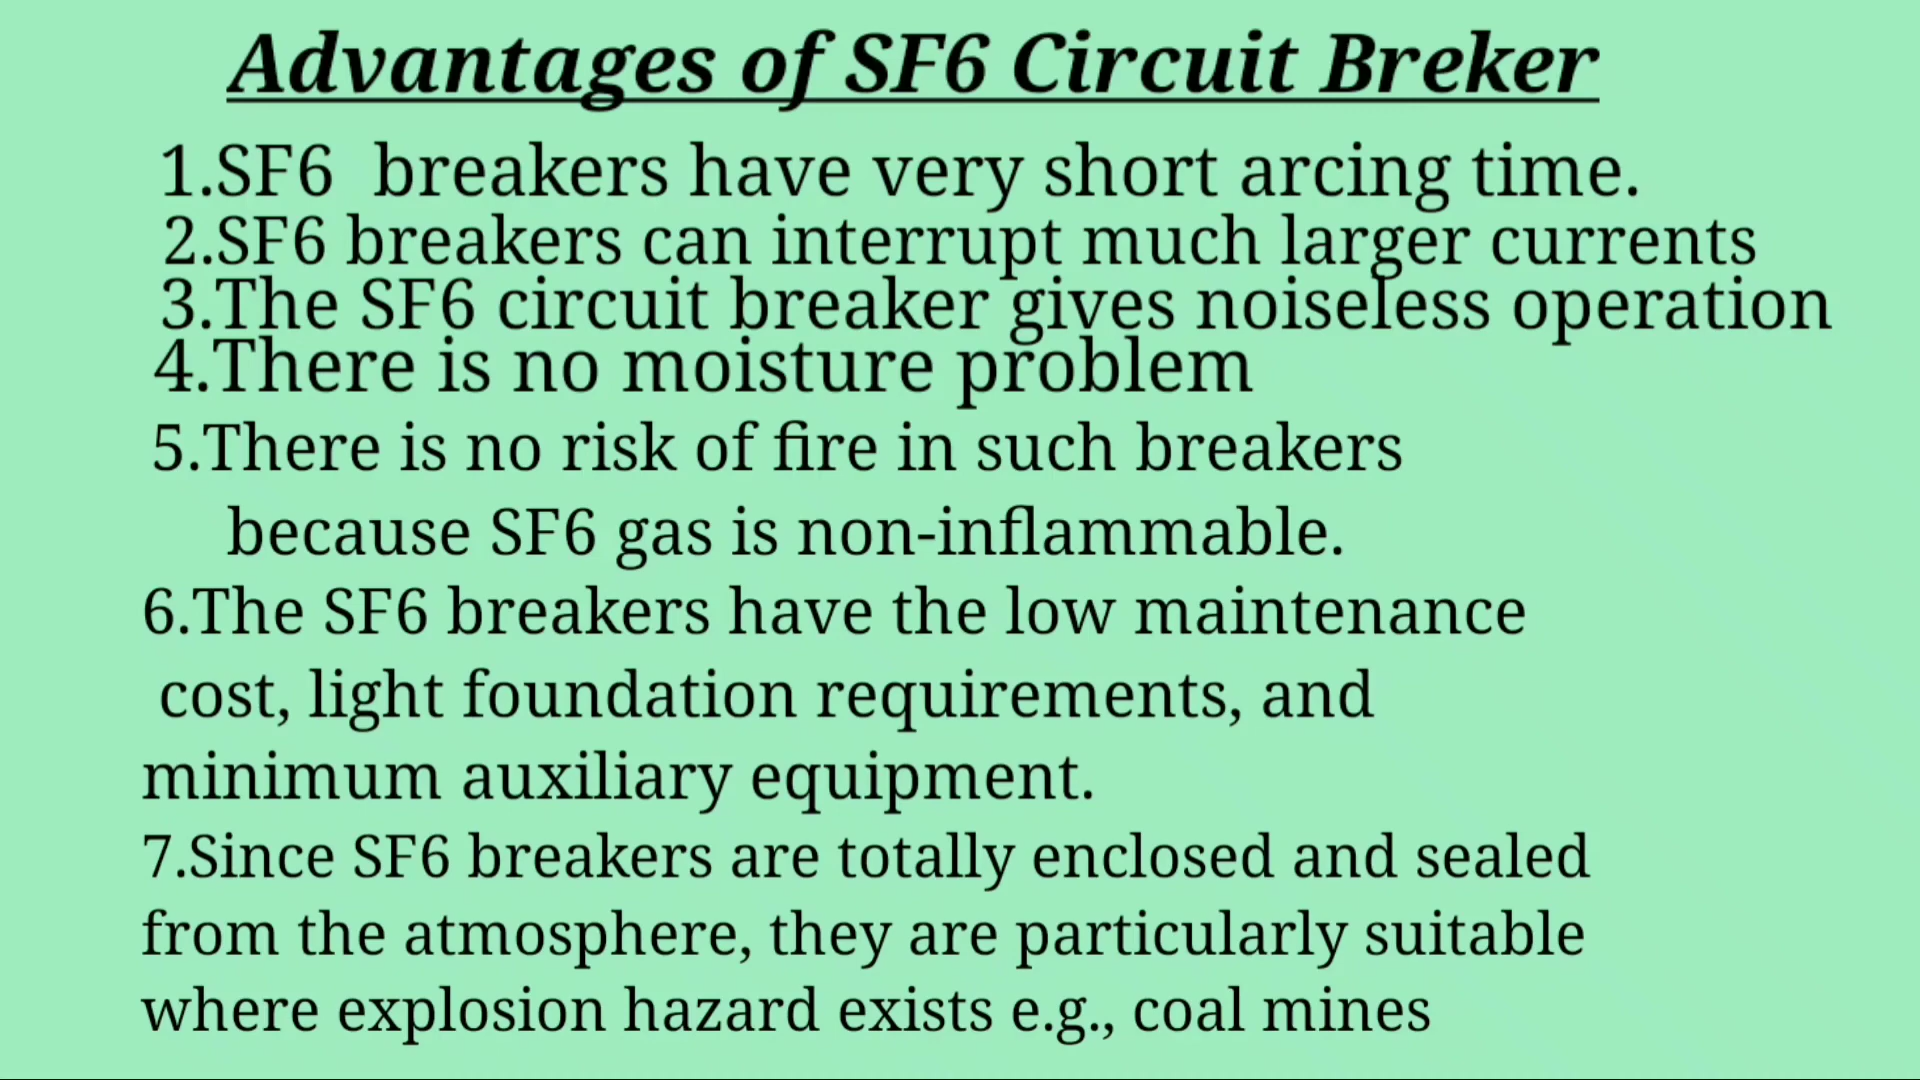 Advantages of SF6 Circuit Breker
1.SF6 breakers have very short arcing time.
2.SF6 breakers can interrupt much larger currents
3.The SF6 circuit breaker gives noiseless operation
4.There is no moisture problem
5.There is no risk of fire in such breakers
because SF6 gas is non-inflammable.
6.The SF6 breakers have the low maintenance
cost, light foundation requirements, and
minimum auxiliary equipment.
7.Since SF6 breakers are totally enclosed and sealed
from the atmosphere, they are particularly suitable
where explosion hazard exists e.g., coal mines